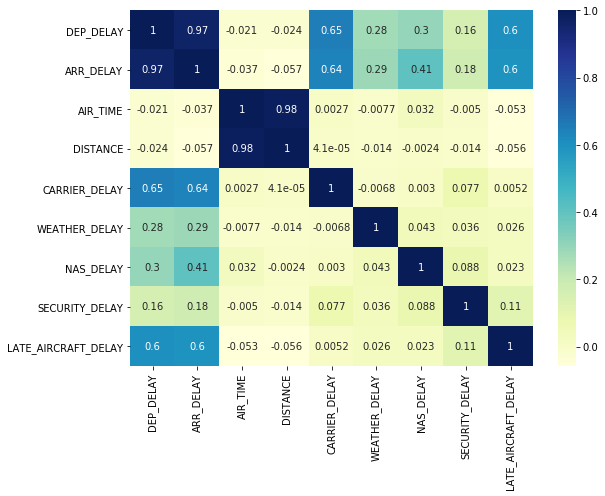 DEP_DELAY 1 0.97 -0.021 -0.024 0.65 0.28 0.3 0.16 0.6
ARR_DELAY 0.97 1 -0.037 -0.057 0.64 0.29 0.41 0.18 0.6
AIR_TIME -0.021 -0.037 1 0.98 0.0027 -0.0077 0.032 -0.005 -0.053
DISTANCE -0.024 -0.057 0.98 1 4.1e-05 -0.014 -0.0024 -0.014 -0.056
CARRIER_DELAY 0.65 0.64 0.0027 4.1e-05 1 -0.0068 0.003 0.077 0.0052
WEATHER_DELAY 0.28 0.29 -0.0077 -0.014 -0.0068 1 0.043 0.036 0.026
NAS_DELAY 0.3 0.41 0.032 -0.0024 0.003 0.043 1 0.088 0.023
SECURITY_DELAY 0.16 0.18 -0.005 -0.014 0.077 0.036 0.088 1 0.11
LATE_AIRCRAFT_DELAY 0.6 0.6 -0.053 -0.056 0.0052 0.026 0.023 0.11 1
DEP_DELAY
ARR_DELAY
AIR_TIME
DISTANCE
CARRIER_DELAY
WEATHER_DELAY
NAS_DELAY
SECURITY_DELAY
LATE_AIRCRAFT_DELAY
1.0
0.8
0.6
0.4
0.2
0.0